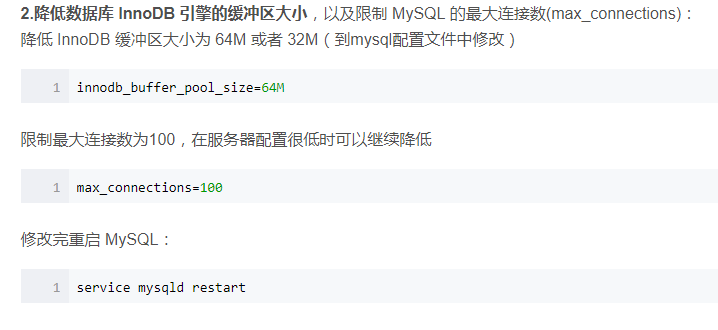 2.降低数据库 InnoDB 引擎的缓冲区大小，以及限制 MySQL 的最大连接数(max_connections)：
降低 InnoDB 缓冲区大小为 64M 或者 32M（到mysql配置文件中修改）
1 innodb_buffer_pool_size=64M
限制最大连接数为100，在服务器配置很低时可以继续降低
1 max_connections=100
修改完重启 MySQL：
1 service mysqld restart